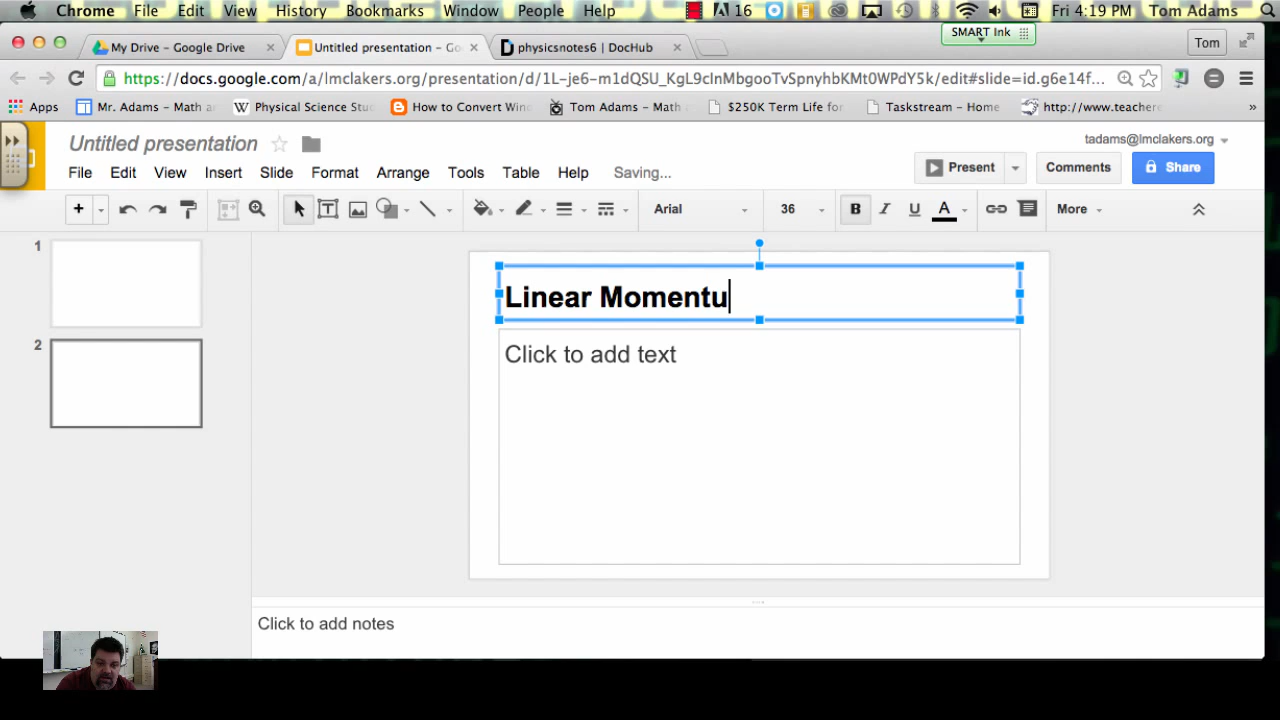 Chrome File Edit View History Bookmarks Window People Help 16 Fri 4:19 PM Tom Adams
SMART Ink
My Drive - Google Drive Untitled presentation - Go physicsnotes6 | DocHub Tom
https://docs.google.com/a/lmclakers.org/presentation/d/1L-je6-m1dQSU_KgL9cInMbgooTvSpnyhbKMt0WPdY5k/edit#slide=id.g6e14f...
Apps Mr. Adams - Math a Physical Science Stu How to Convert Win Tom Adams - Math a $250K Term Life for Taskstream - Home http://www.teachere »
Untitled presentation
tadams@lmclakers.org
File Edit View Insert Slide Format Arrange Tools Table Help Saving... Present Comments Share
Arial 36 B I U A More
1
Linear Momentu
2
Click to add text
Click to add notes